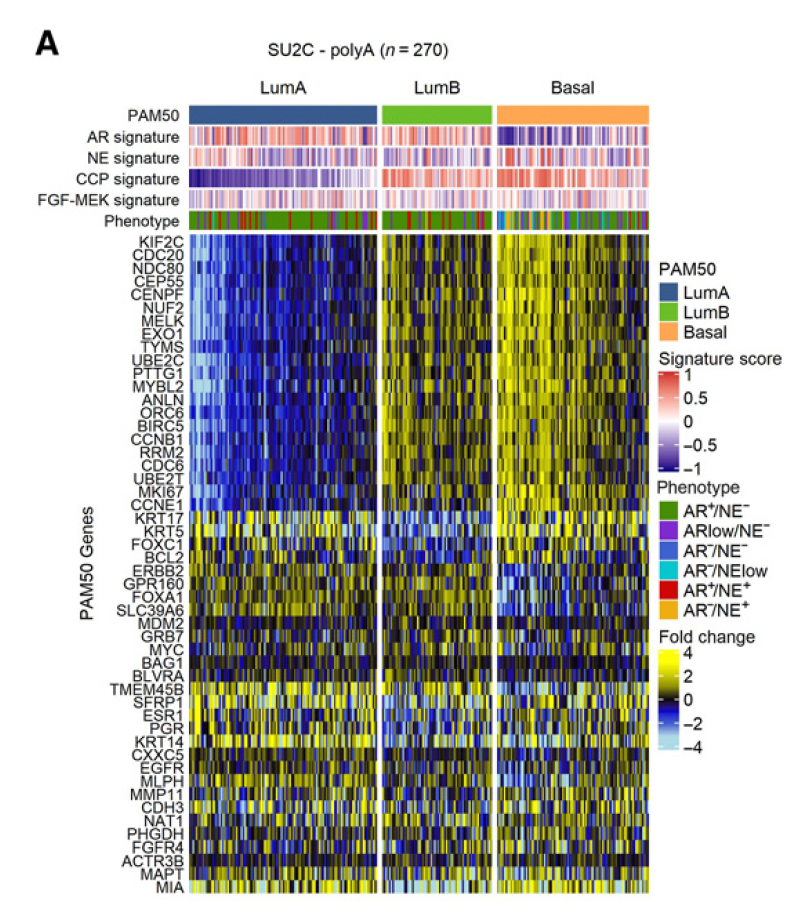 A
SU2C - polyA (n = 270)
LumA LumB Basal
PAM50
AR signature
NE signature
CCP signature
FGF-MEK signature
Phenotype
PAM50 Genes
KIF2C
CDC20
NDC80
CEP55
CENPF
NUF2
MELK
EXO1
TYMS
UBE2C
PTTG1
MYBL2
ANLN
ORC6
BIRC5
CCNB1
RRM2
CDC6
UBE2T
MKI67
CCNE1
KRT17
KRT5
FOXC1
BCL2
ERBB2
GPR160
FOXA1
SLC39A6
MDM2
GRB7
MYC
BAG1
BLVRA
TMEM45B
SFRP1
ESR1
PGR
KRT14
CXXC5
EGFR
MLPH
MMP11
CDH3
NAT1
PHGDH
FGFR4
ACTR3B
MAPT
MIA
PAM50
LumA
LumB
Basal
Signature score
1
0.5
0
−0.5
−1
Phenotype
AR⁺/NE⁻
ARlow/NE⁻
AR⁻/NE⁻
AR⁻/NElow
AR⁺/NE⁺
AR⁻/NE⁺
Fold change
4
2
0
−2
−4